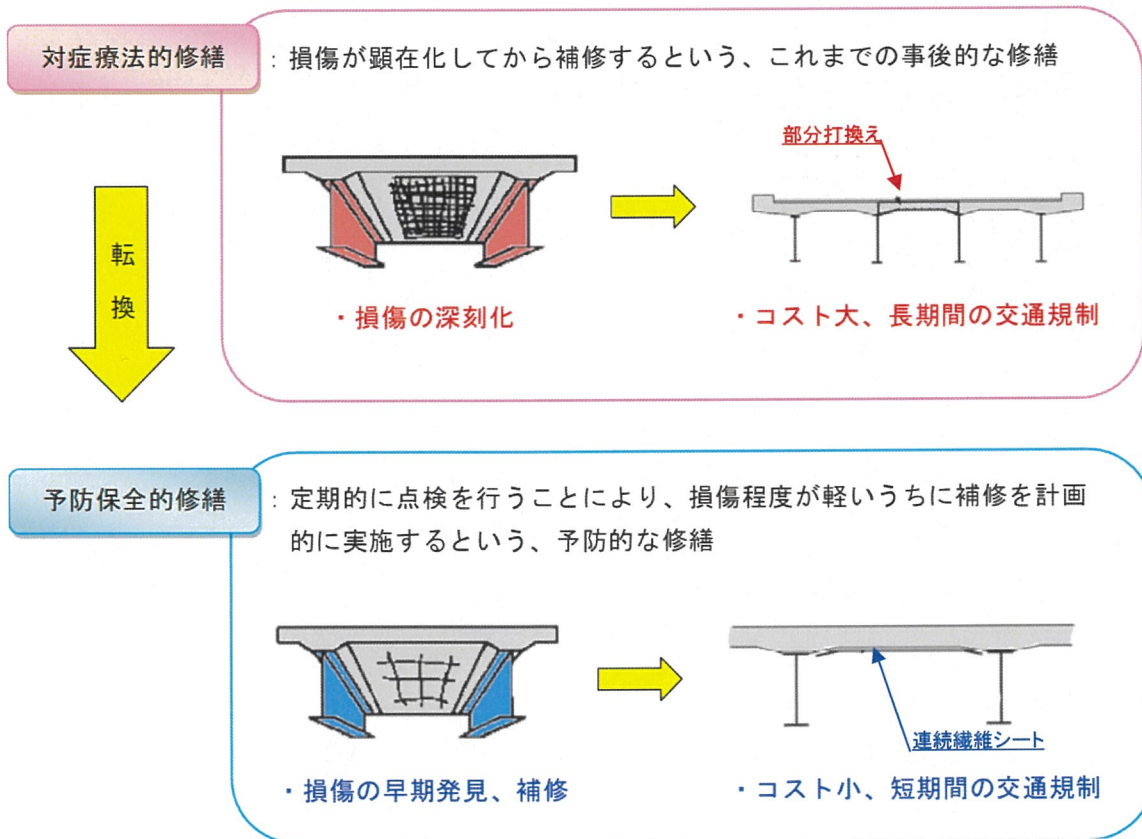 対症療法的修繕
：損傷が顕在化してから補修するという、これまでの事後的な修繕
部分打換え
・損傷の深刻化
・コスト大、長期間の交通規制
転
換
予防保全的修繕
：定期的に点検を行うことにより、損傷程度が軽いうちに補修を計画
的に実施するという、予防的な修繕
連続繊維シート
・損傷の早期発見、補修
・コスト小、短期間の交通規制